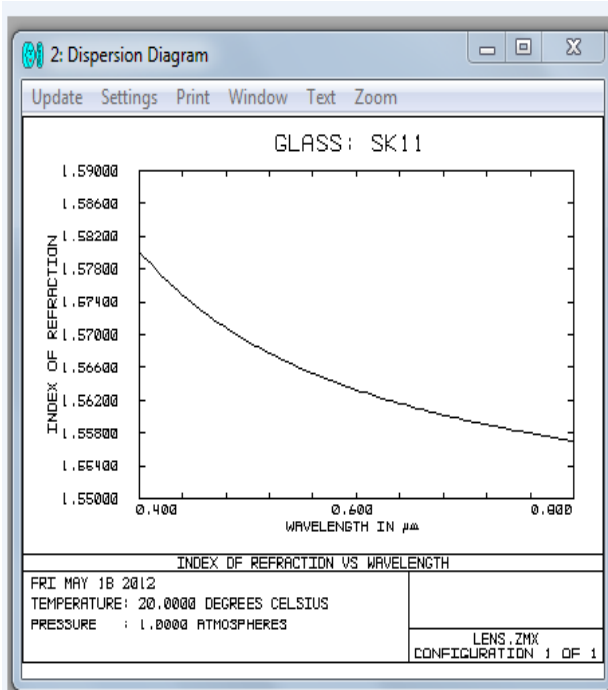 2: Dispersion Diagram
Update Settings Print Window Text Zoom
GLASS: SK11
1.59000
1.58600
1.58200
1.57800
1.57400
1.57000
1.56600
1.56200
1.55800
1.55400
1.55000
INDEX OF REFRACTION
0.400 0.600 0.800
WAVELENGTH IN µm
INDEX OF REFRACTION VS WAVELENGTH
FRI MAY 18 2012
TEMPERATURE: 20.0000 DEGREES CELSIUS
PRESSURE : 1.0000 ATMOSPHERES
LENS.ZMX
CONFIGURATION 1 OF 1